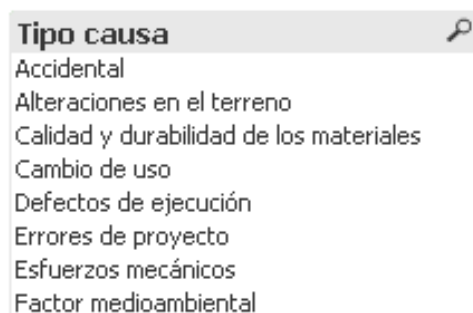 Tipo causa
Accidental
Alteraciones en el terreno
Calidad y durabilidad de los materiales
Cambio de uso
Defectos de ejecución
Errores de proyecto
Esfuerzos mecánicos
Factor medioambiental